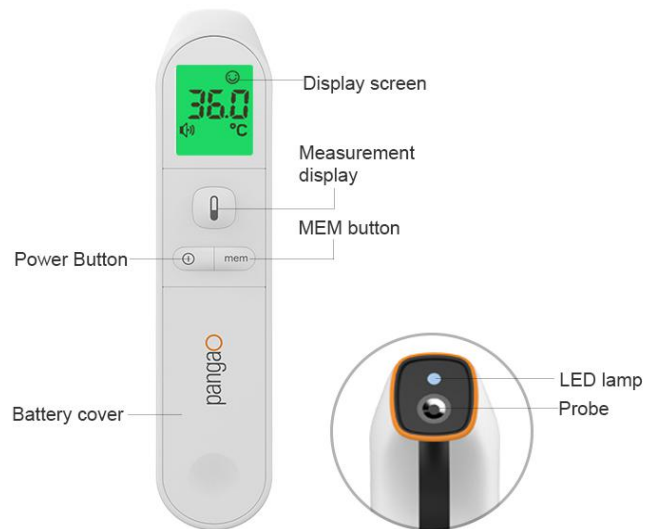 36.0
°C
Display screen
Measurement
display
MEM button
Power Button
mem
pangao
Battery cover
LED lamp
Probe